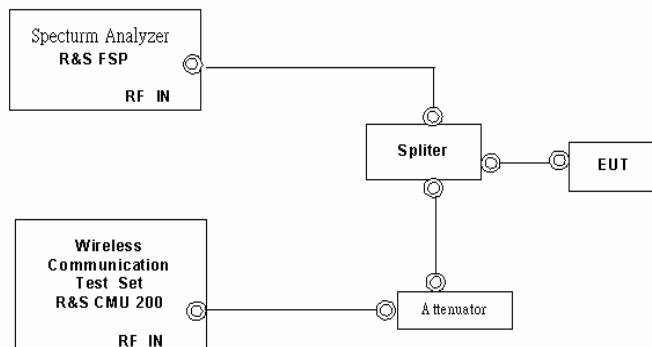 Specturm Analyzer
R&S FSP
RF IN
Spliter
EUT
Wireless
Communication
Test Set
R&S CMU 200
RF IN
Attenuator